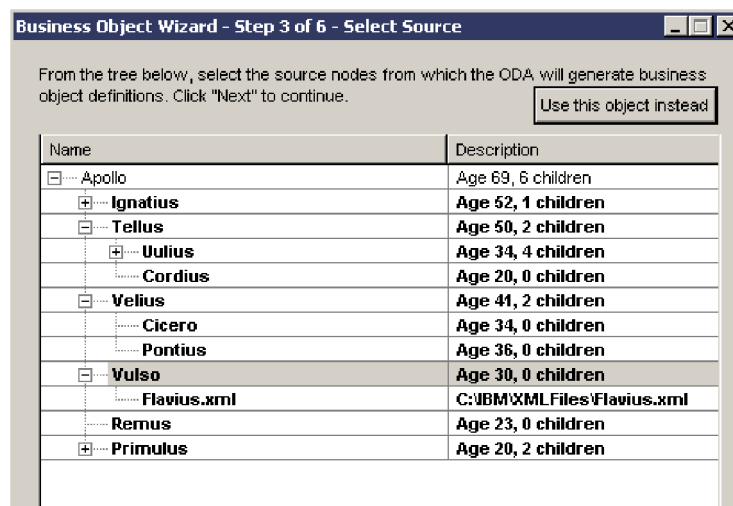 Business Object Wizard - Step 3 of 6 - Select Source
From the tree below, select the source nodes from which the ODA will generate business
object definitions. Click "Next" to continue.
Use this object instead
Name Description
Apollo Age 69, 6 children
Ignatius Age 52, 1 children
Tellus Age 50, 2 children
Uulius Age 34, 4 children
Cordius Age 20, 0 children
Velius Age 41, 2 children
Cicero Age 34, 0 children
Pontius Age 36, 0 children
Vulso Age 30, 0 children
Flavius.xml C:\IBM\XMLFiles\Flavius.xml
Remus Age 23, 0 children
Primulus Age 20, 2 children